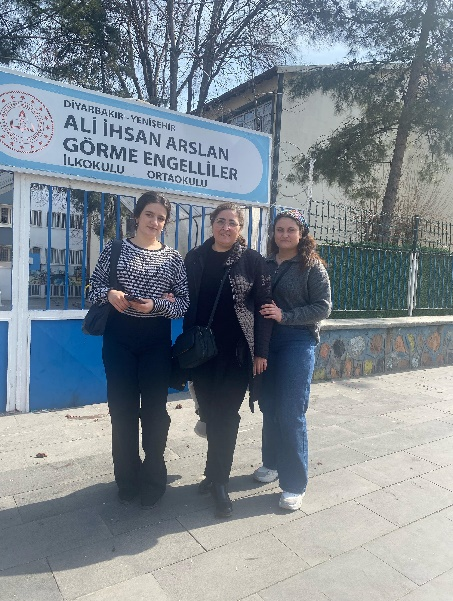 DİYARBAKIR - YENİŞEHİR
ALİ İHSAN ARSLAN
GÖRME ENGELLİLER
İLKOKULU ORTAOKULU